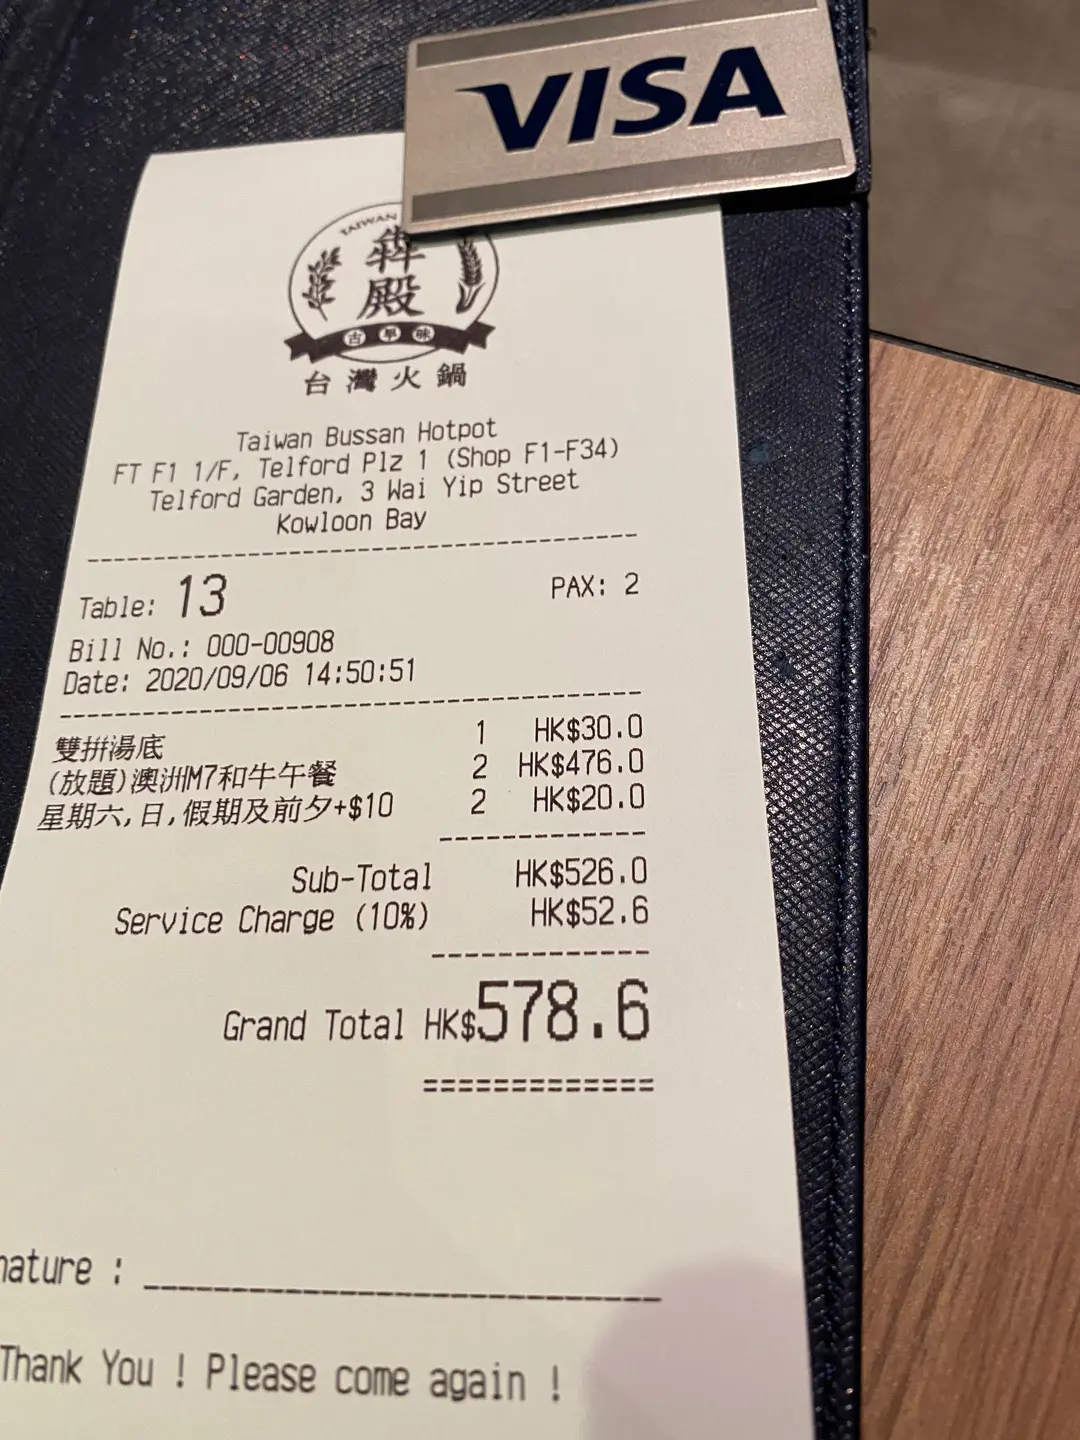 VISA
TAIWAN
犇殿
古早味
台灣火鍋
Taiwan Bussan Hotpot
FT F1 1/F, Telford Plz 1 (Shop F1-F34)
Telford Garden, 3 Wai Yip Street
Kowloon Bay
Table: 13 PAX: 2
Bill No.: 000-00908
Date: 2020/09/06 14:50:51
雙拼湯底 1 HK$30.0
(放題)澳洲M7和牛午餐 2 HK$476.0
星期六,日,假期及前夕+$10 2 HK$20.0
Sub-Total HK$526.0
Service Charge (10%) HK$52.6
Grand Total HK$578.6
nature :
Thank You ! Please come again !